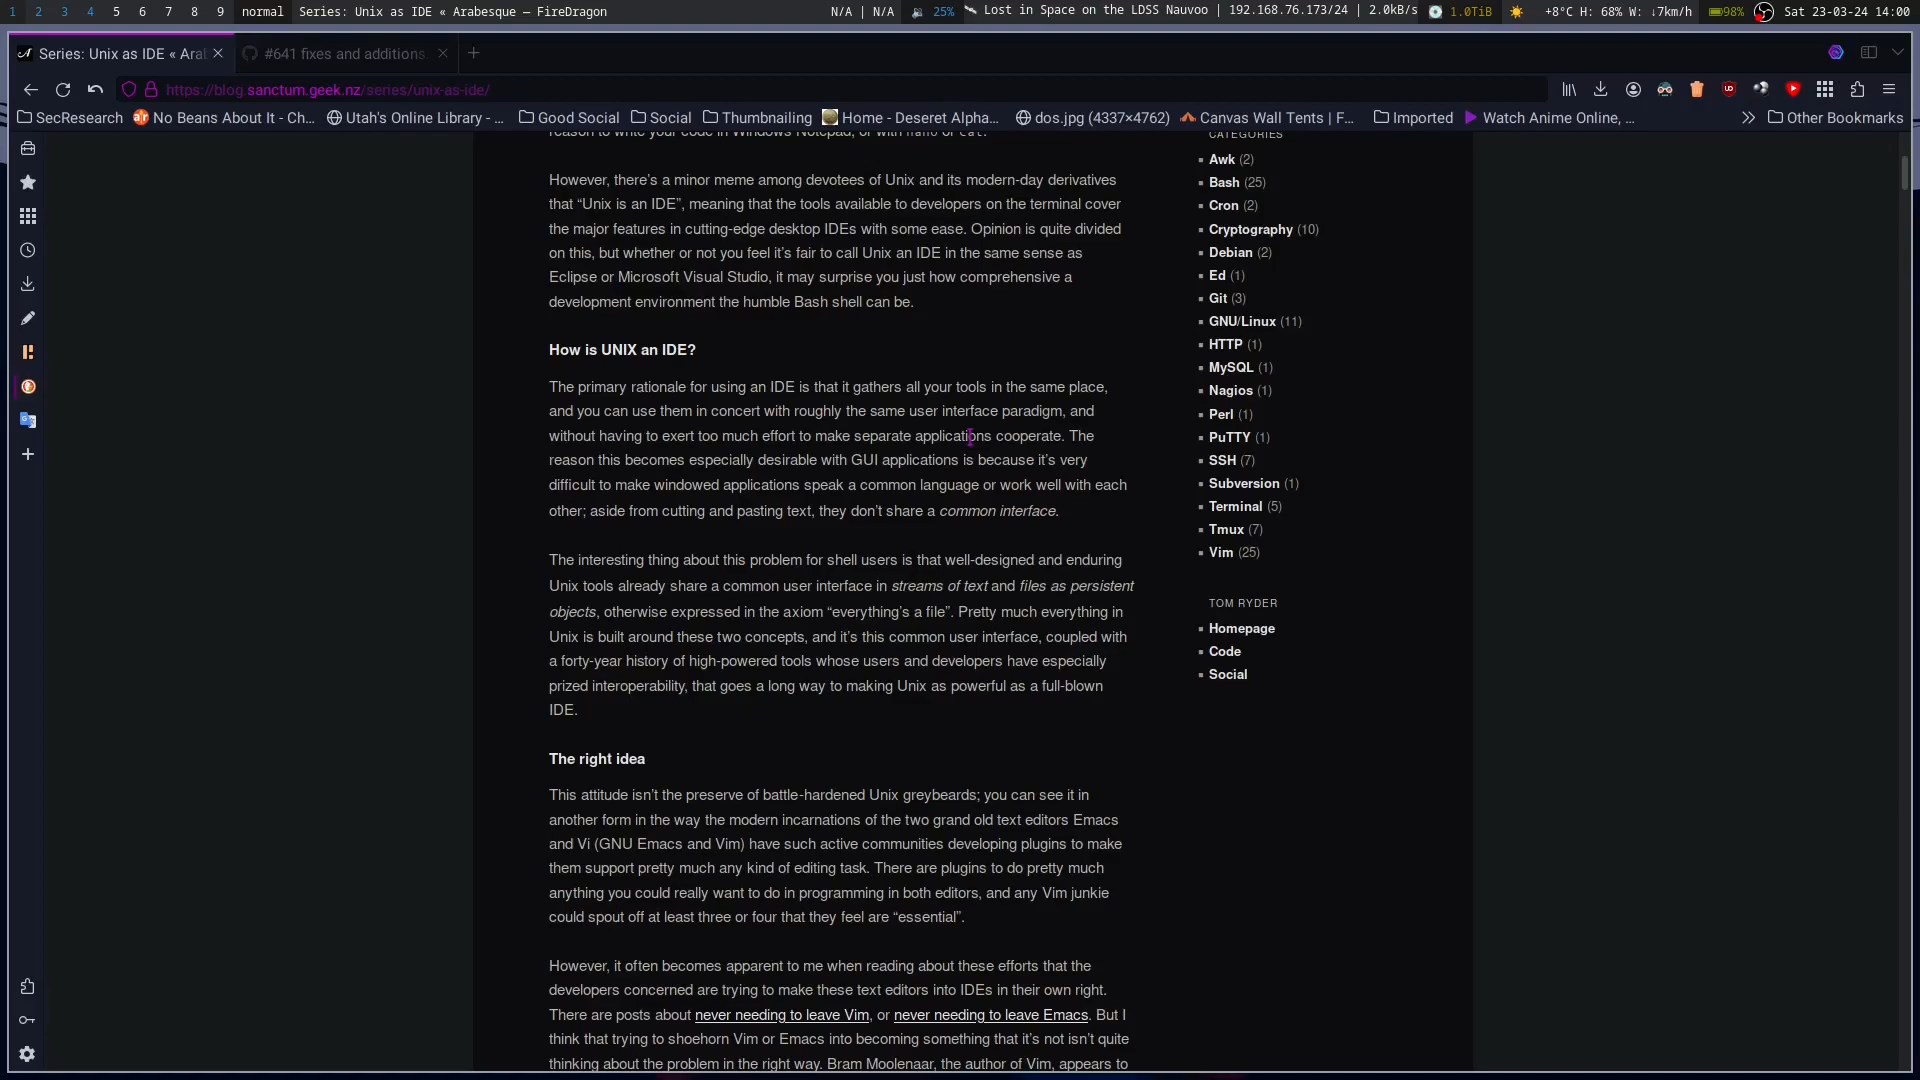 1 2 3 4 5 6 7 8 9 normal Series: Unix as IDE « Arabesque — FireDragon N/A | N/A 25% Lost in Space on the LDSS Nauvoo | 192.168.76.173/24 | 2.0kB/s 1.0TiB +8°C H: 68% W: ↓7km/h 98% Sat 23-03-24 14:00
Series: Unix as IDE « Ara #641 fixes and additions
https://blog.sanctum.geek.nz/series/unix-as-ide/
SecResearch No Beans About It - Ch... Utah's Online Library - ... Good Social Social Thumbnailing Home - Deseret Alpha... dos.jpg (4337×4762) Canvas Wall Tents | F... Imported Watch Anime Online, ... Other Bookmarks
reason to write your code in Windows Notepad, or with nano or cat.
However, there's a minor meme among devotees of Unix and its modern-day derivatives
that “Unix is an IDE”, meaning that the tools available to developers on the terminal cover
the major features in cutting-edge desktop IDEs with some ease. Opinion is quite divided
on this, but whether or not you feel it's fair to call Unix an IDE in the same sense as
Eclipse or Microsoft Visual Studio, it may surprise you just how comprehensive a
development environment the humble Bash shell can be.
How is UNIX an IDE?
The primary rationale for using an IDE is that it gathers all your tools in the same place,
and you can use them in concert with roughly the same user interface paradigm, and
without having to exert too much effort to make separate applications cooperate. The
reason this becomes especially desirable with GUI applications is because it's very
difficult to make windowed applications speak a common language or work well with each
other; aside from cutting and pasting text, they don't share a common interface.
The interesting thing about this problem for shell users is that well-designed and enduring
Unix tools already share a common user interface in streams of text and files as persistent
objects, otherwise expressed in the axiom “everything's a file”. Pretty much everything in
Unix is built around these two concepts, and it's this common user interface, coupled with
a forty-year history of high-powered tools whose users and developers have especially
prized interoperability, that goes a long way to making Unix as powerful as a full-blown
IDE.
The right idea
This attitude isn't the preserve of battle-hardened Unix greybeards; you can see it in
another form in the way the modern incarnations of the two grand old text editors Emacs
and Vi (GNU Emacs and Vim) have such active communities developing plugins to make
them support pretty much any kind of editing task. There are plugins to do pretty much
anything you could really want to do in programming in both editors, and any Vim junkie
could spout off at least three or four that they feel are “essential”.
However, it often becomes apparent to me when reading about these efforts that the
developers concerned are trying to make these text editors into IDEs in their own right.
There are posts about never needing to leave Vim, or never needing to leave Emacs. But I
think that trying to shoehorn Vim or Emacs into becoming something that it's not isn't quite
thinking about the problem in the right way. Bram Moolenaar, the author of Vim, appears to
CATEGORIES
Awk (2)
Bash (25)
Cron (2)
Cryptography (10)
Debian (2)
Ed (1)
Git (3)
GNU/Linux (11)
HTTP (1)
MySQL (1)
Nagios (1)
Perl (1)
PuTTY (1)
SSH (7)
Subversion (1)
Terminal (5)
Tmux (7)
Vim (25)
TOM RYDER
Homepage
Code
Social